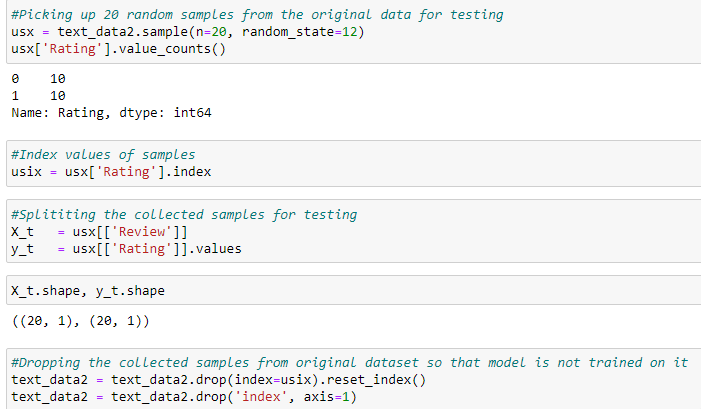 #Picking up 20 random samples from the original data for testing
usx = text_data2.sample(n=20, random_state=12)
usx['Rating'].value_counts()
0    10
1    10
Name: Rating, dtype: int64
#Index values of samples
usix = usx['Rating'].index
#Splititing the collected samples for testing
X_t   = usx[['Review']]
y_t   = usx[['Rating']].values
X_t.shape, y_t.shape
((20, 1), (20, 1))
#Dropping the collected samples from original dataset so that model is not trained on it
text_data2 = text_data2.drop(index=usix).reset_index()
text_data2 = text_data2.drop('index', axis=1)